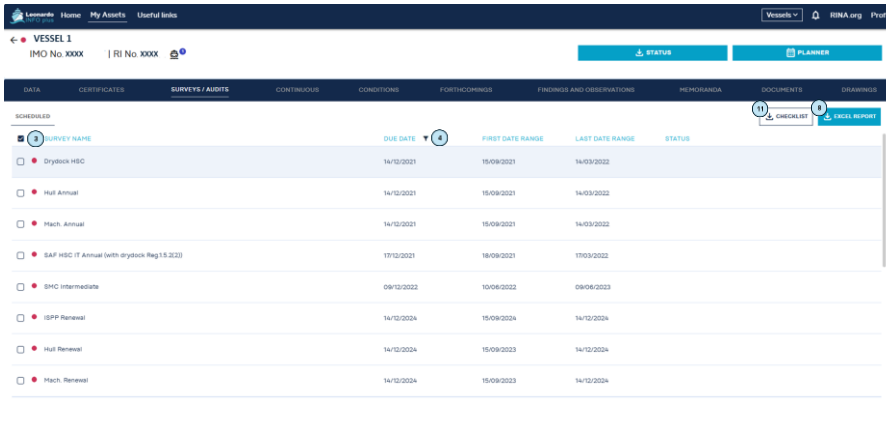 Leonardo Home My Assets Useful links Vessels RINA.org Prof
INFO plus
VESSEL 1
IMO No. XXXX | RI No. XXXX
STATUS PLANNER
DATA CERTIFICATES SURVEYS / AUDITS CONTINUOUS CONDITIONS FORTHCOMINGS FINDINGS AND OBSERVATIONS MEMORANDA DOCUMENTS DRAWINGS
SCHEDULED 11 CHECKLIST 8 EXCEL REPORT
3 SURVEY NAME DUE DATE 4 FIRST DATE RANGE LAST DATE RANGE STATUS
Drydock HSC 14/12/2021 15/09/2021 14/03/2022
Hull Annual 14/12/2021 15/09/2021 14/03/2022
Mach. Annual 14/12/2021 15/09/2021 14/03/2022
SAF HSC IT Annual (with drydock Reg.1.5.2(2)) 17/12/2021 18/09/2021 17/03/2022
SMC Intermediate 09/12/2022 10/06/2022 09/06/2023
ISPP Renewal 14/12/2024 15/09/2024 14/12/2024
Hull Renewal 14/12/2024 15/09/2023 14/12/2024
Mach. Renewal 14/12/2024 15/09/2023 14/12/2024